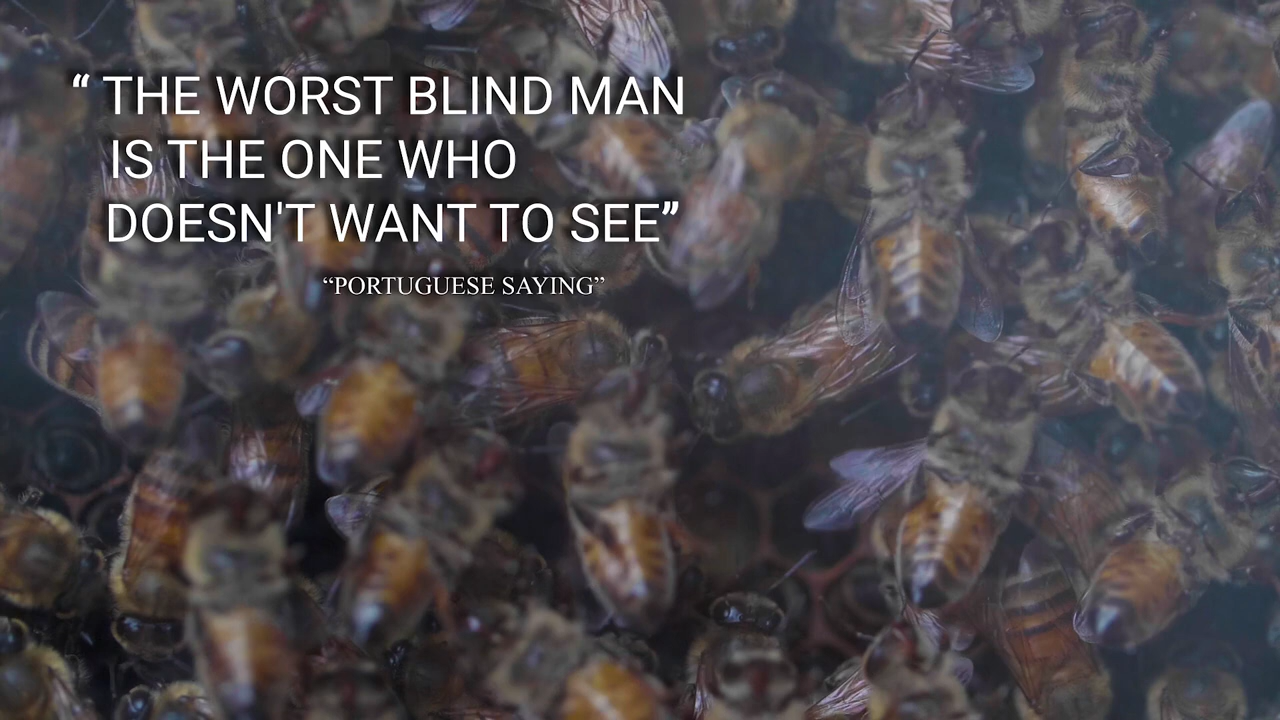 “ THE WORST BLIND MAN
IS THE ONE WHO
DOESN'T WANT TO SEE”
“PORTUGUESE SAYING”